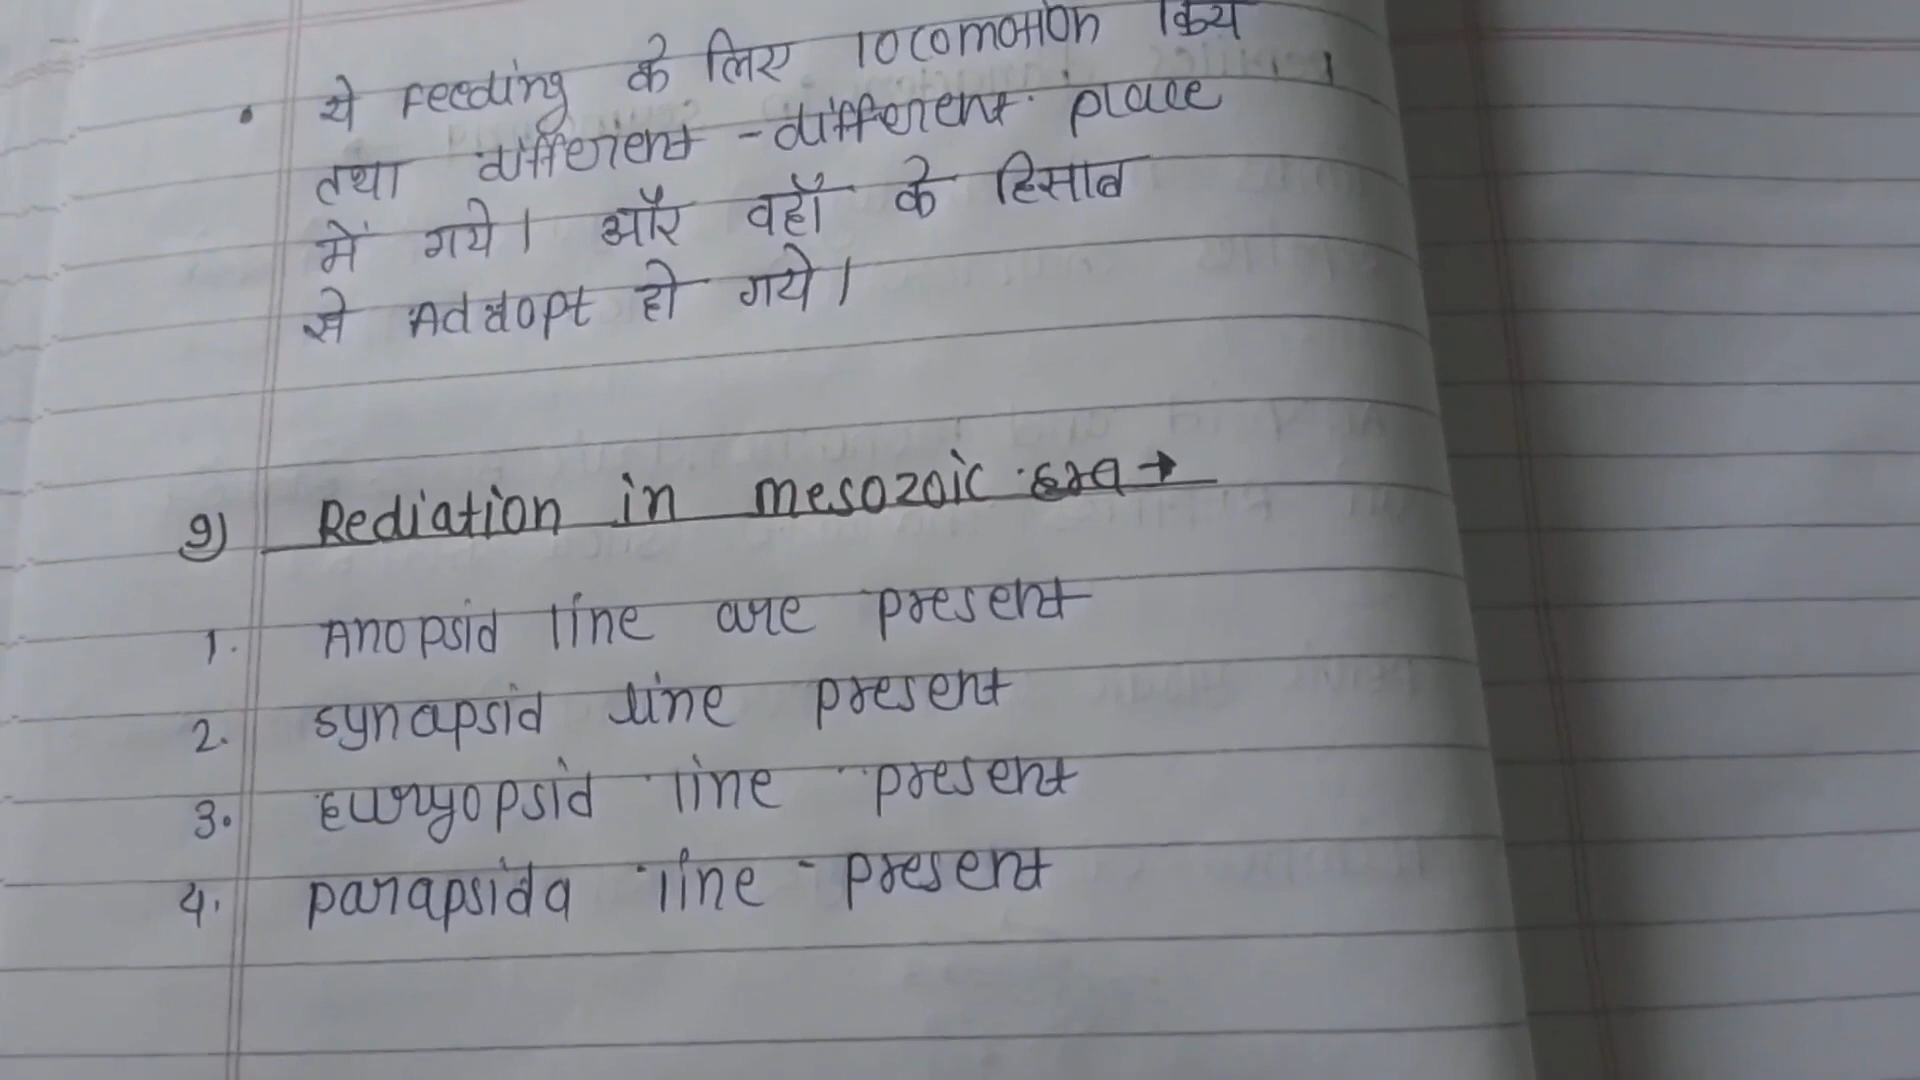 • ये Feeding के लिए locomotion किये
तथा different - different place
में गये। और वहाँ के हिसाब
से Addopt हो गये।
9) Rediation in mesozoic era →
1. Anopsid line are present
2. synapsid line present
3. Euryopsid line present
4. parapsida line - present